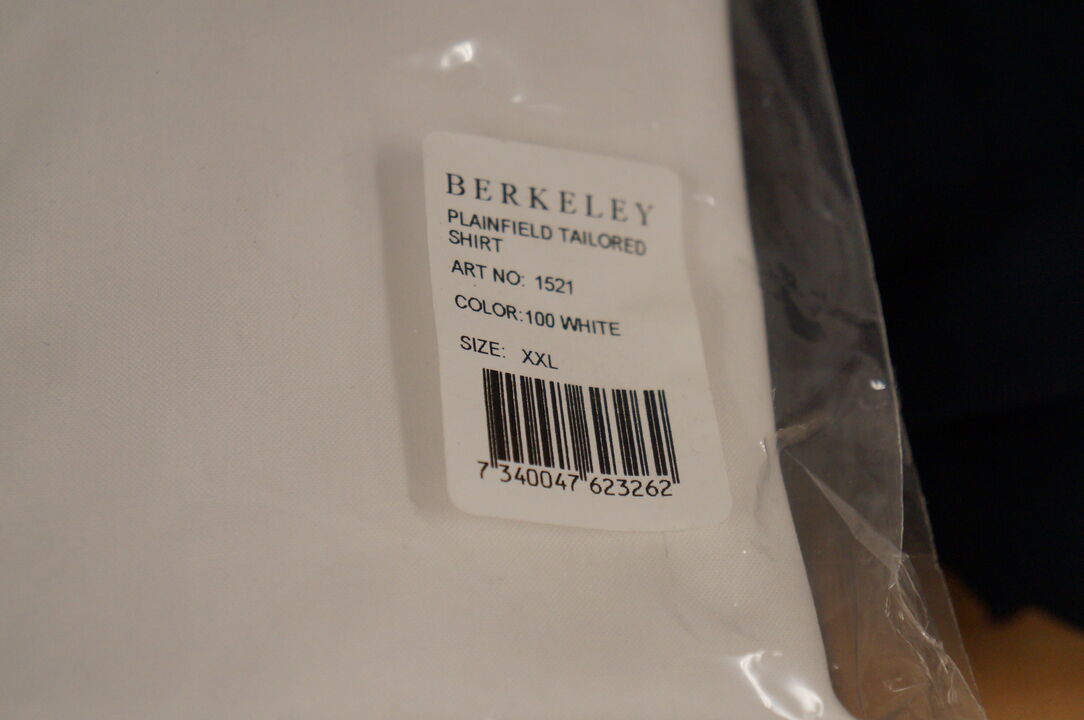 BERKELEY
PLAINFIELD TAILORED
SHIRT
ART NO: 1521
COLOR:100 WHITE
SIZE: XXL
7 340047 623262